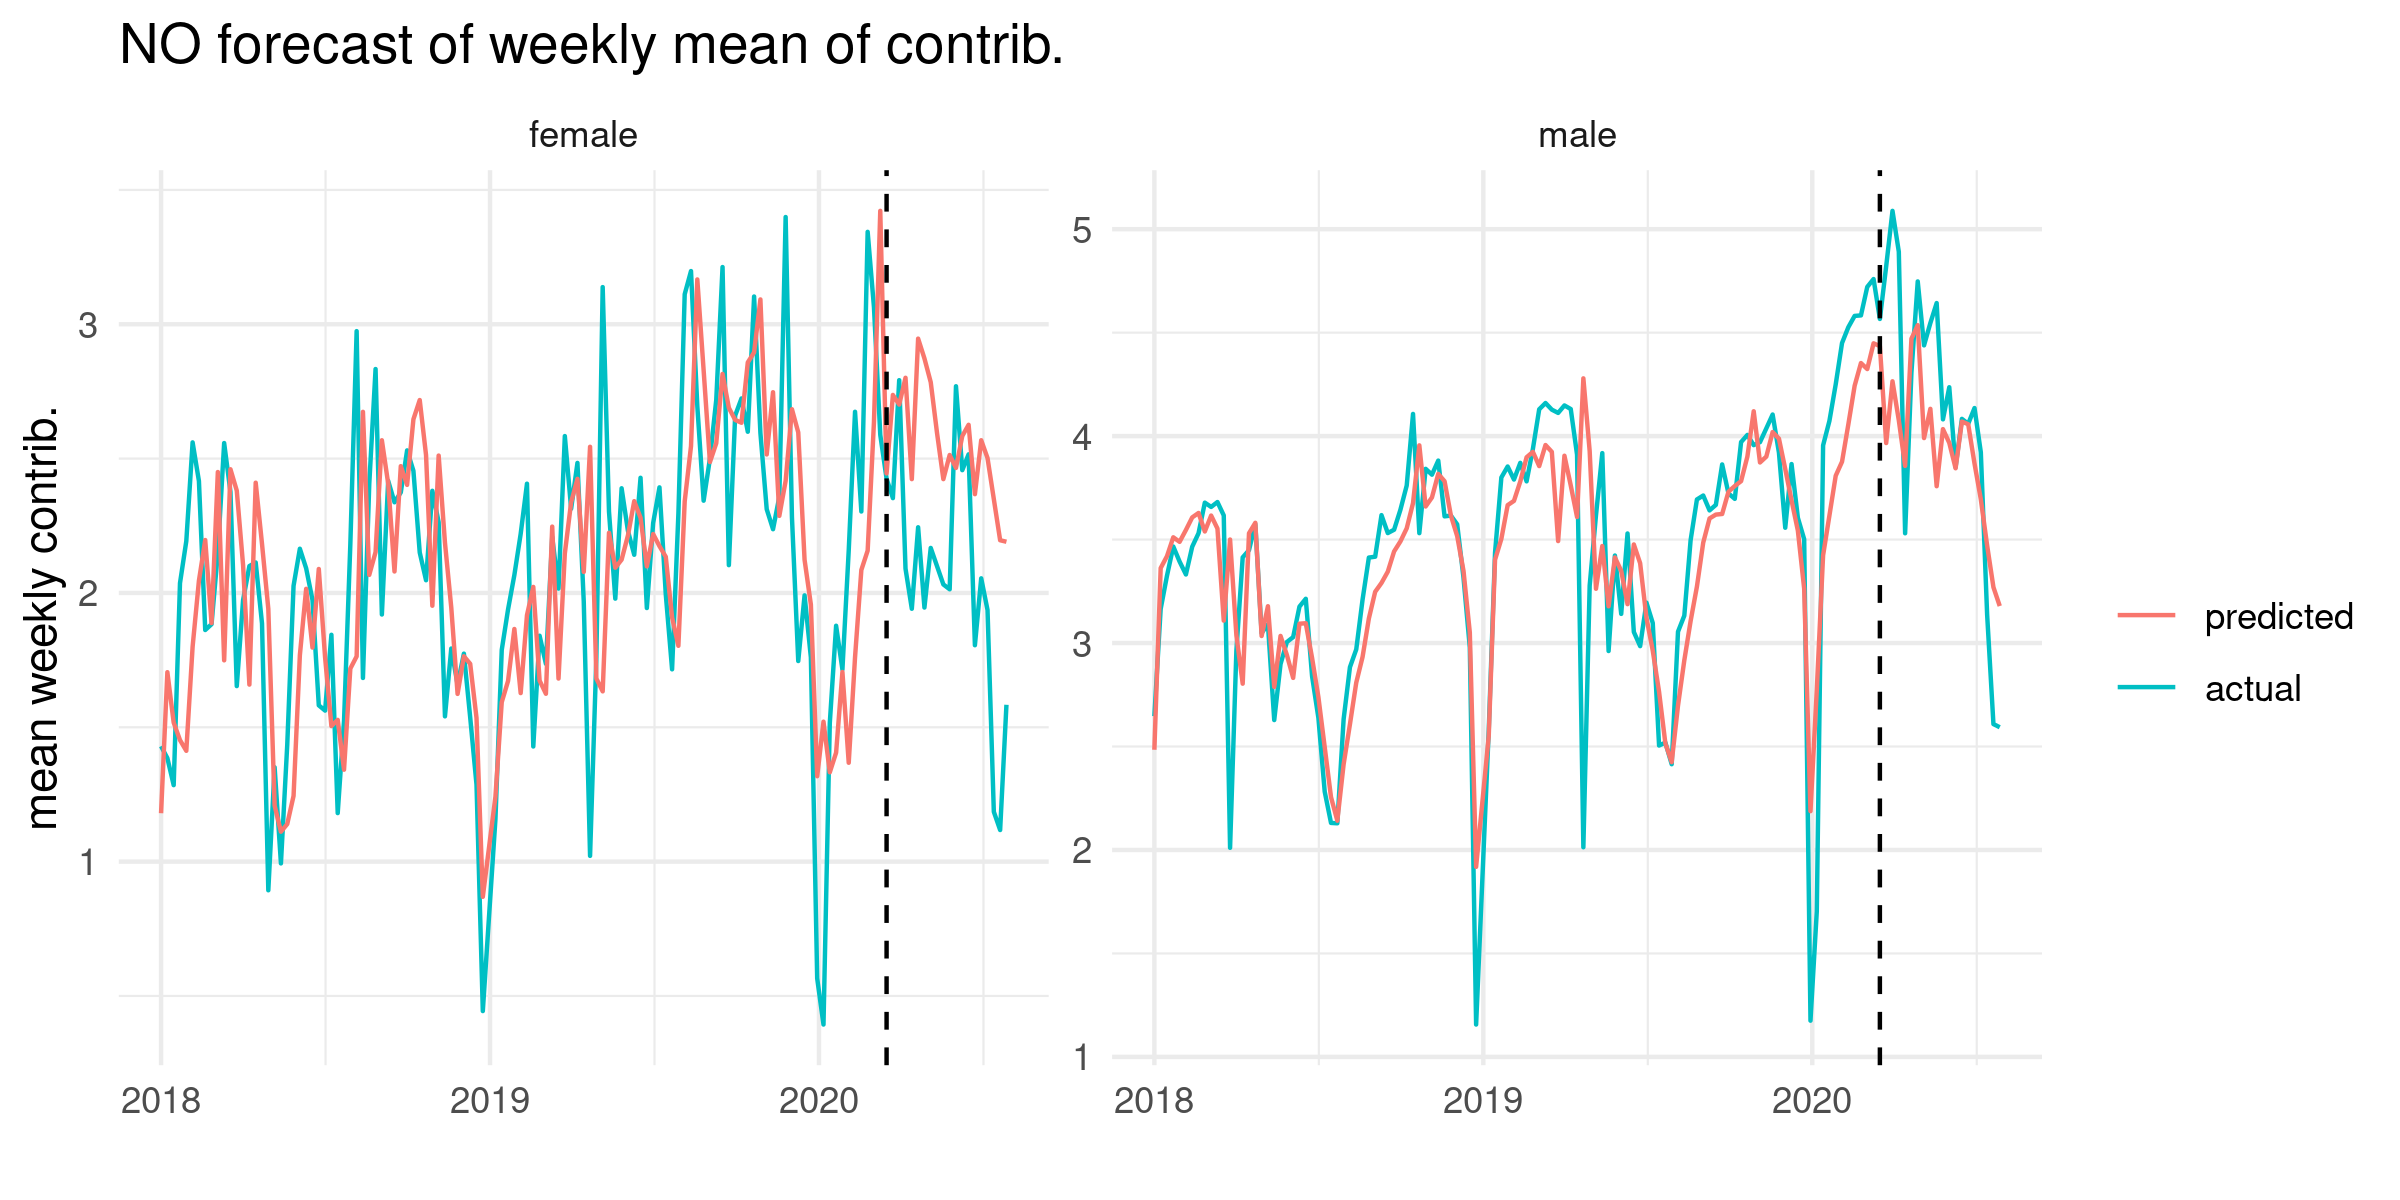 NO forecast of weekly mean of contrib.
female
male
mean weekly contrib.
3
2
1
5
4
3
2
1
2018
2019
2020
2018
2019
2020
predicted
actual